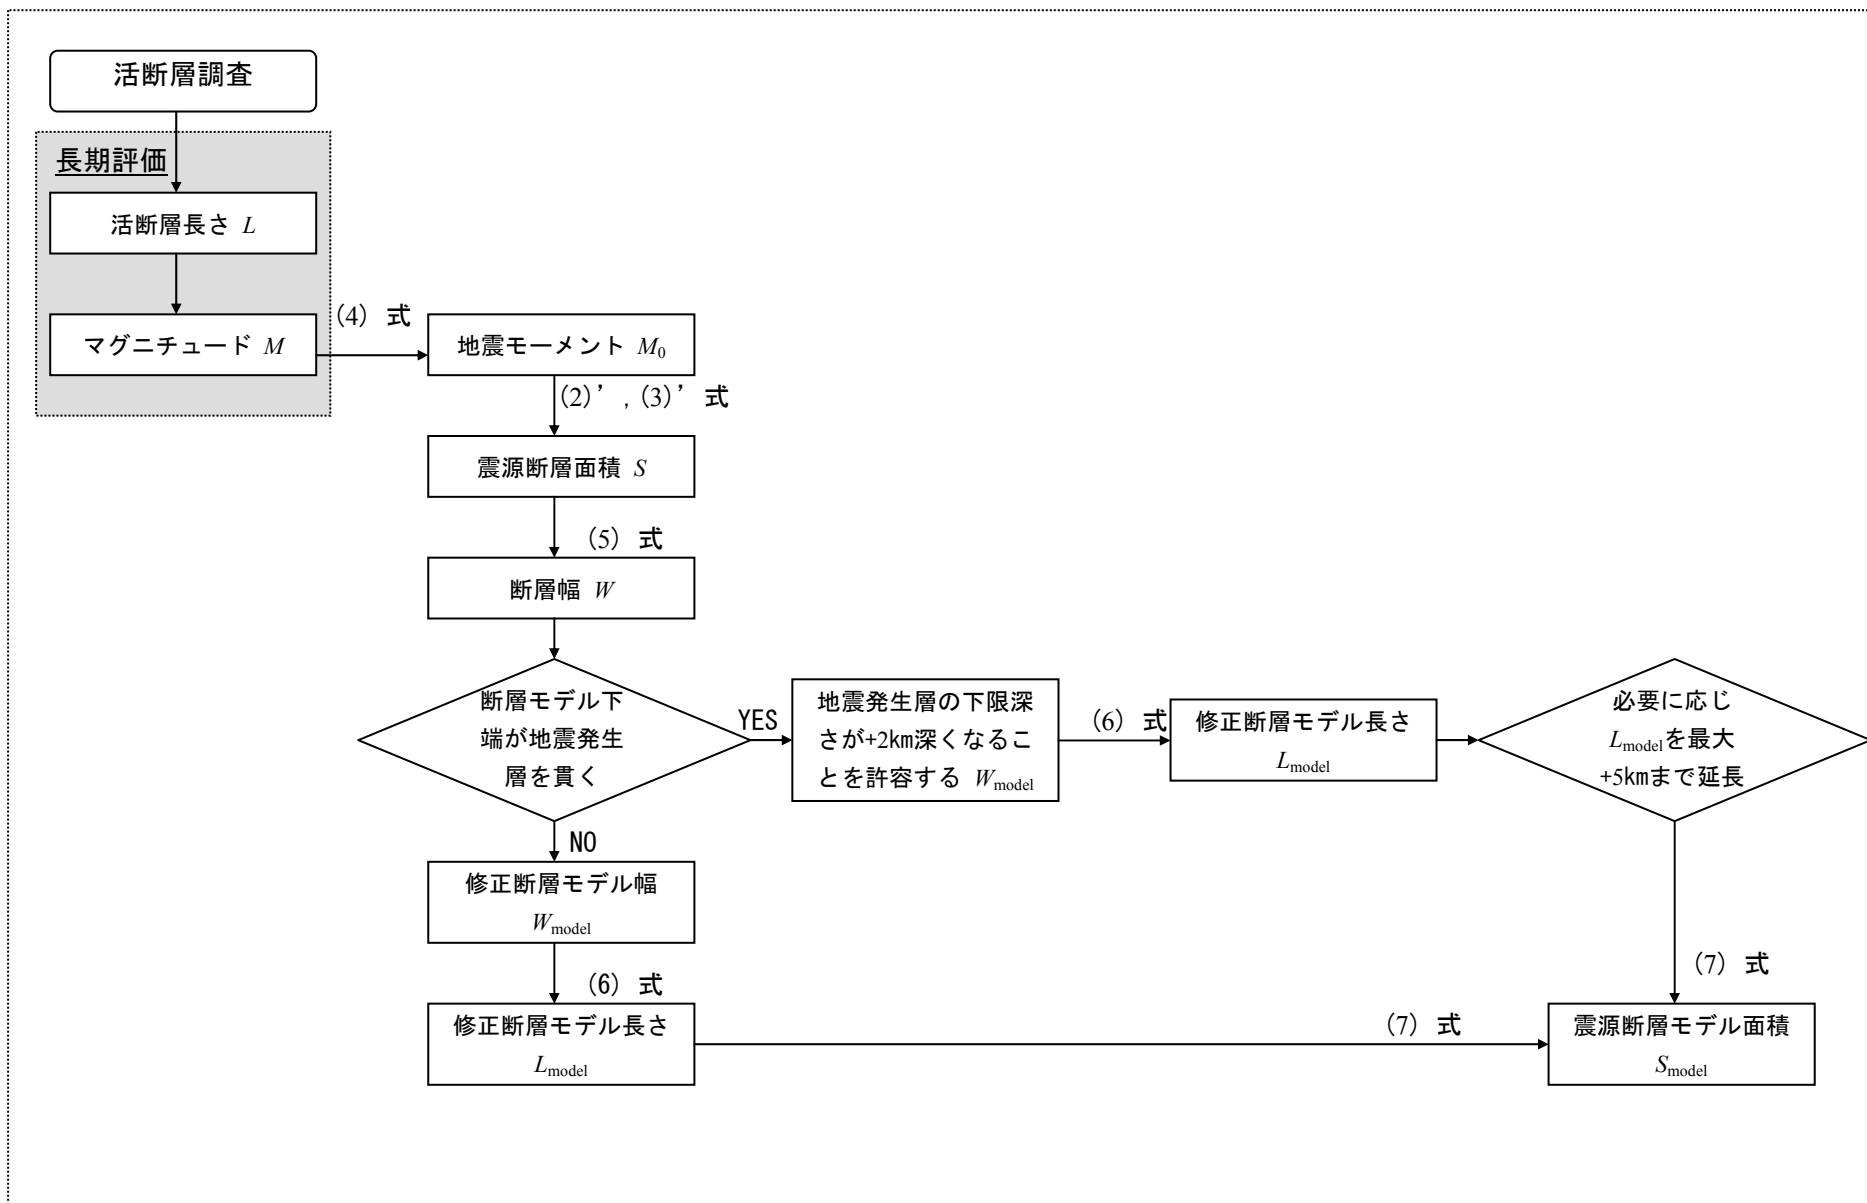 活断層調査
長期評価
活断層長さ L
マグニチュード M
(4) 式
地震モーメント M0
(2)’, (3)’ 式
震源断層面積 S
(5) 式
断層幅 W
断層モデル下
端が地震発生
層を貫く
YES
地震発生層の下限深
さが+2km深くなるこ
とを許容する Wmodel
(6) 式
修正断層モデル長さ
Lmodel
必要に応じ
Lmodelを最大
+5kmまで延長
NO
修正断層モデル幅
Wmodel
(6) 式
修正断層モデル長さ
Lmodel
(7) 式
(7) 式
震源断層モデル面積
Smodel